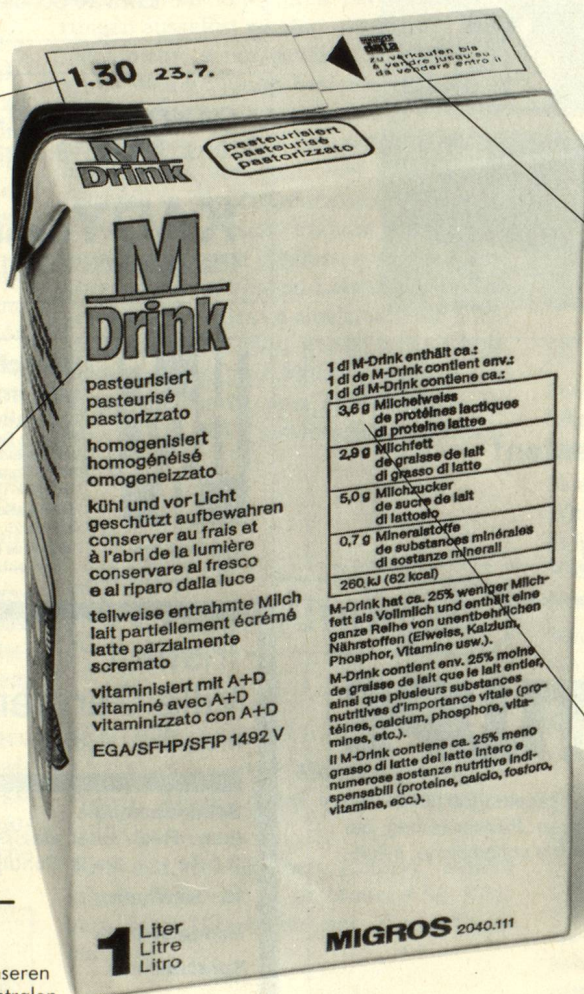 1.30 23.7.
data
zu verkaufen bis
à vendre jusqu'au
da vendere entro il
M
Drink
pasteurisiert
pasteurisé
pastorizzato
M
Drink
pasteurisiert
pasteurisé
pastorizzato
homogenisiert
homogénéisé
omogeneizzato
kühl und vor Licht
geschützt aufbewahren
conserver au frais et
à l'abri de la lumière
conservare al fresco
e al riparo dalla luce
teilweise entrahmte Milch
lait partiellement écrémé
latte parzialmente
scremato
vitaminisiert mit A+D
vitaminé avec A+D
vitaminizzato con A+D
EGA/SFHP/SFIP 1492 V
1 dl M-Drink enthält ca.:
1 dl de M-Drink contient env.:
1 dl di M-Drink contiene ca.:
3,6 g Milcheiweiss
de protéines lactiques
di proteine lattee
2,9 g Milchfett
de graisse de lait
di grasso di latte
5,0 g Milchzucker
de sucre de lait
di lattosio
0,7 g Mineralstoffe
de substances minérales
di sostanze minerali
260 kJ (62 kcal)
M-Drink hat ca. 25% weniger Milch-
fett als Vollmilch und enthält eine
ganze Reihe von unentbehrlichen
Nährstoffen (Eiweiss, Kalzium,
Phosphor, Vitamine usw.).
M-Drink contient env. 25% moins
de graisse de lait que le lait entier,
ainsi que plusieurs substances
nutritives d'importance vitale (pro-
téines, calcium, phosphore, vita-
mines, etc.).
Il M-Drink contiene ca. 25% meno
grasso di latte del latte intero e
numerose sostanze nutritive indi-
spensabili (proteine, calcio, fosforo,
vitamine, ecc.).
1 Liter
Litre
Litro
MIGROS 2040.111